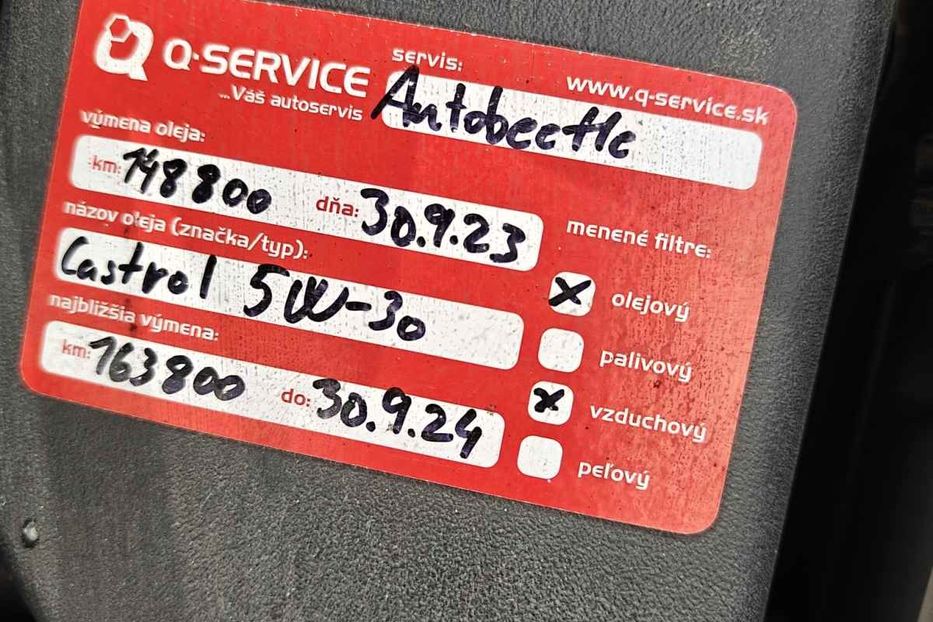 Q·SERVICE
...Váš autoservis
servis:
www.q-service.sk
Autobeetle
výmena oleja:
km: 148800 dňa: 30.9.23
názov oleja (značka/typ):
Castrol 5W-30
najbližšia výmena:
km: 163800 do: 30.9.24
menené filtre:
X olejový
palivový
X vzduchový
peľový